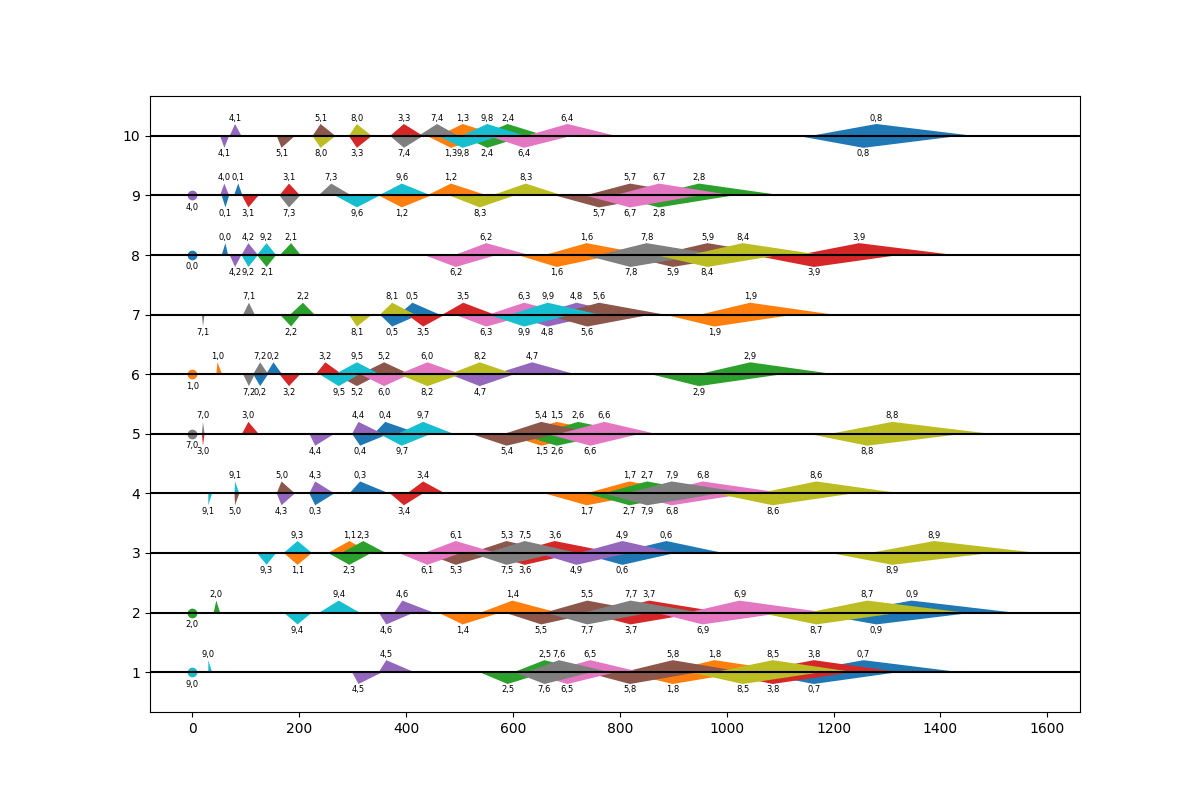 4,1 5,1 8,0 3,3 7,4 1,3 9,8 2,4 6,4 0,8
10
4,1 5,1 8,0 3,3 7,4 1,3 9,8 2,4 6,4 0,8
4,0 0,1 3,1 7,3 9,6 1,2 8,3 5,7 6,7 2,8
9
4,0 0,1 3,1 7,3 9,6 1,2 8,3 5,7 6,7 2,8
0,0 4,2 9,2 2,1 6,2 1,6 7,8 5,9 8,4 3,9
8
0,0 4,2 9,2 2,1 6,2 1,6 7,8 5,9 8,4 3,9
7,1 2,2 8,1 0,5 3,5 6,3 9,9 4,8 5,6 1,9
7
7,1 2,2 8,1 0,5 3,5 6,3 9,9 4,8 5,6 1,9
1,0 7,2 0,2 3,2 9,5 5,2 6,0 8,2 4,7 2,9
6
1,0 7,2 0,2 3,2 9,5 5,2 6,0 8,2 4,7 2,9
7,0 3,0 4,4 0,4 9,7 5,4 1,5 2,6 6,6 8,8
5
7,0 3,0 4,4 0,4 9,7 5,4 1,5 2,6 6,6 8,8
9,1 5,0 4,3 0,3 3,4 1,7 2,7 7,9 6,8 8,6
4
9,1 5,0 4,3 0,3 3,4 1,7 2,7 7,9 6,8 8,6
9,3 1,1 2,3 6,1 5,3 7,5 3,6 4,9 0,6 8,9
3
9,3 1,1 2,3 6,1 5,3 7,5 3,6 4,9 0,6 8,9
2,0 9,4 4,6 1,4 5,5 7,7 3,7 6,9 8,7 0,9
2
2,0 9,4 4,6 1,4 5,5 7,7 3,7 6,9 8,7 0,9
9,0 4,5 2,5 7,6 6,5 5,8 1,8 8,5 3,8 0,7
1
9,0 4,5 2,5 7,6 6,5 5,8 1,8 8,5 3,8 0,7
0 200 400 600 800 1000 1200 1400 1600